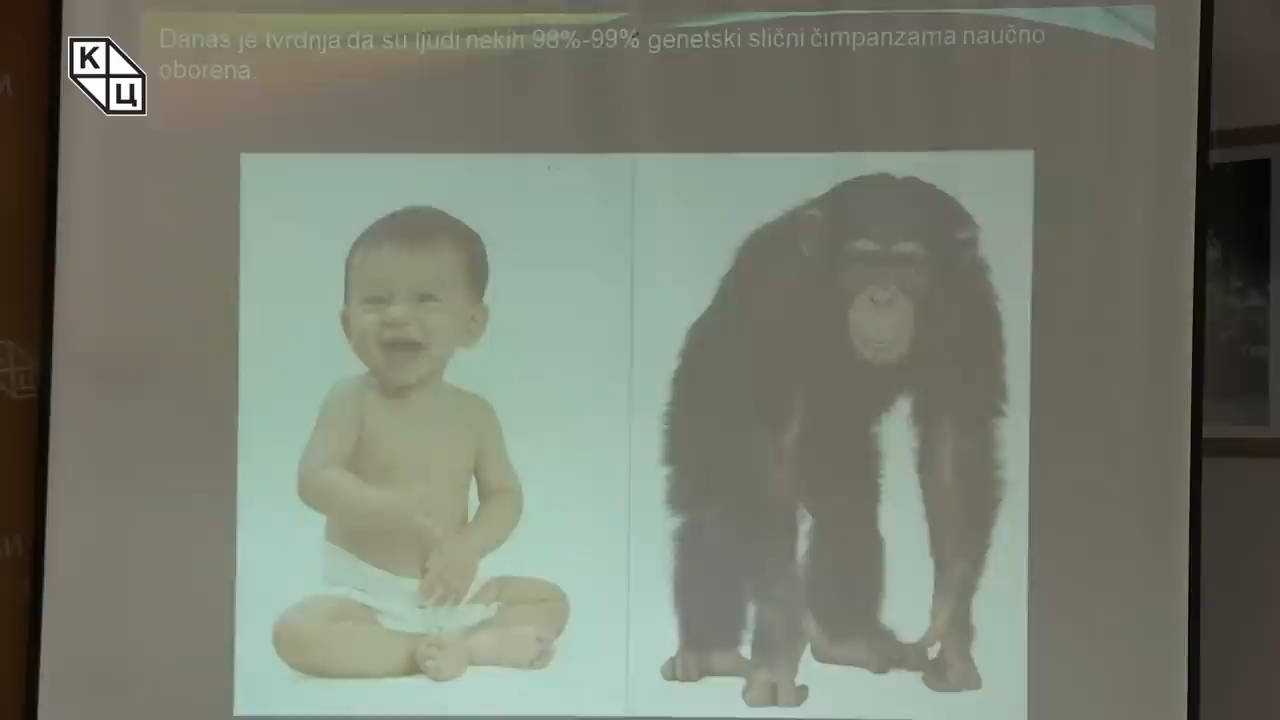 Danas je tvrdnja da su ljudi nekih 98%-99% genetski slični čimpanzama naučno
oborena.
К
Ц